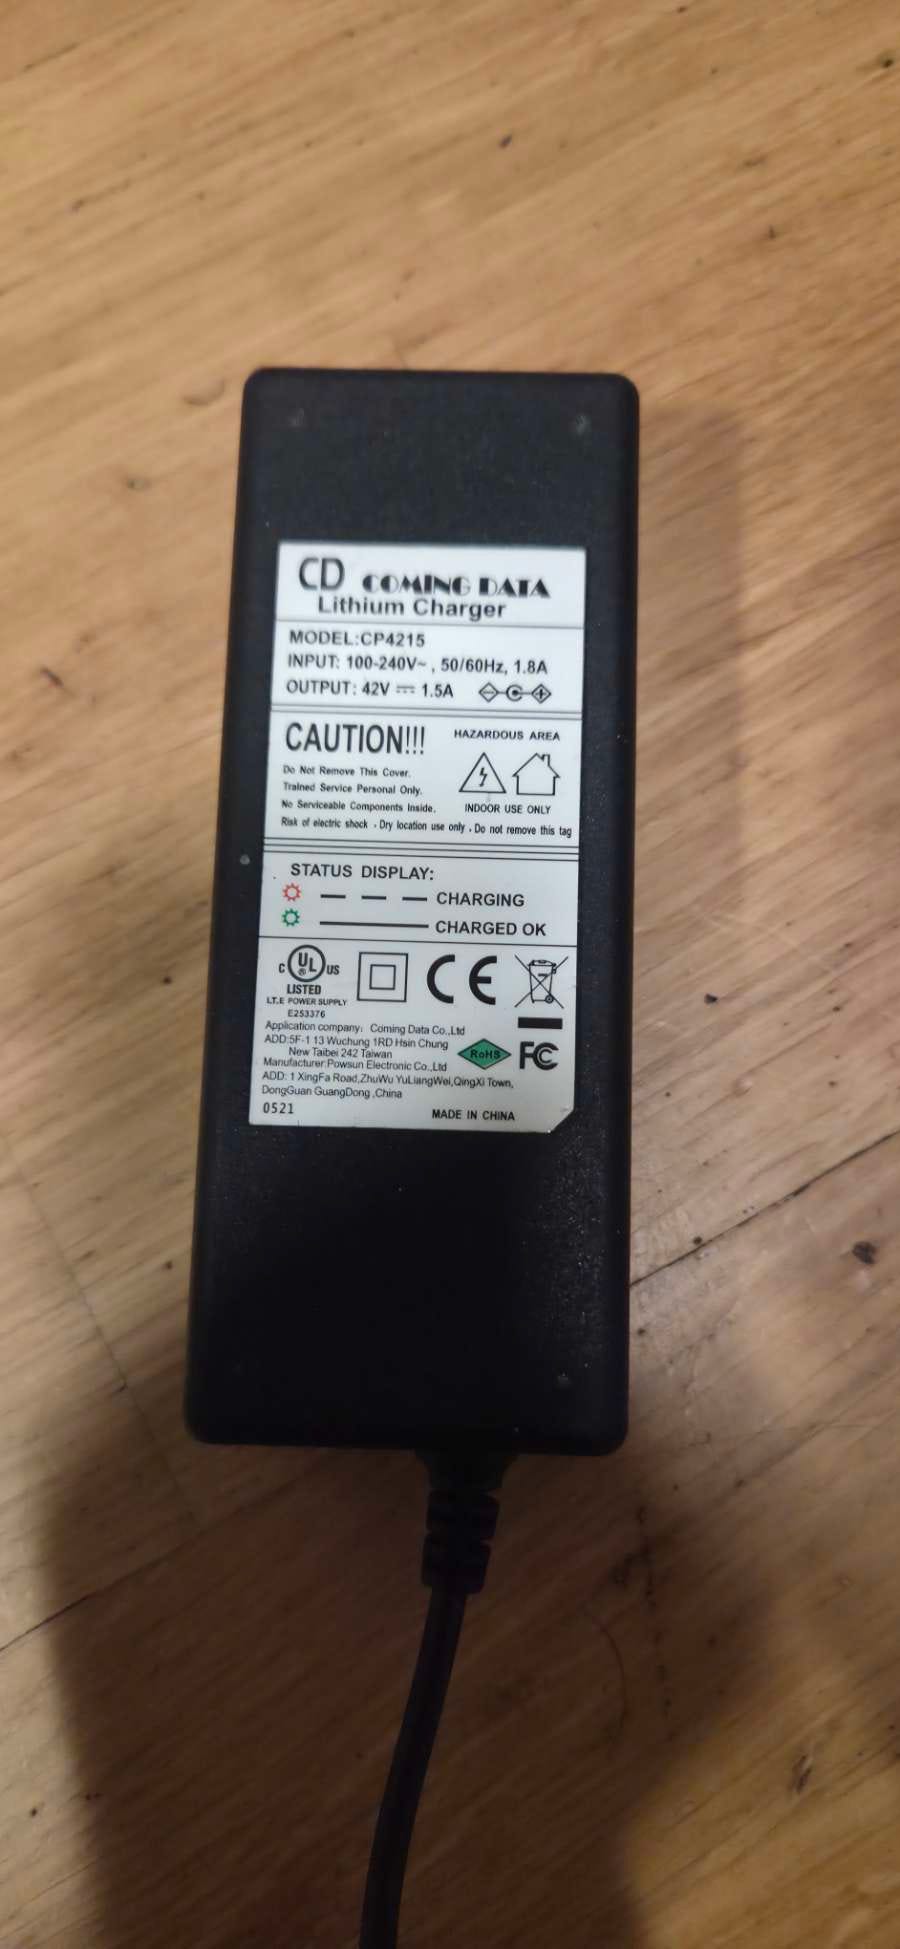 CD COMING DATA
Lithium Charger
MODEL:CP4215
INPUT: 100-240V~ , 50/60Hz, 1.8A
OUTPUT: 42V ⎓ 1.5A
CAUTION!!!
HAZARDOUS AREA
Do Not Remove This Cover.
Trained Service Personal Only.
No Serviceable Components Inside.
INDOOR USE ONLY
Risk of electric shock . Dry location use only . Do not remove this tag
STATUS DISPLAY:
CHARGING
CHARGED OK
C UL ® US
LISTED
I.T.E POWER SUPPLY
E253376
CE
Application company: Coming Data Co.,Ltd
ADD:5F-1 13 Wuchung 1RD Hsin Chung
New Taibei 242 Taiwan
RoHS
FC
Manufacturer:Powsun Electronic Co.,Ltd
ADD: 1 XingFa Road,ZhuWu YuLiangWei,QingXi Town,
DongGuan GuangDong ,China
0521
MADE IN CHINA